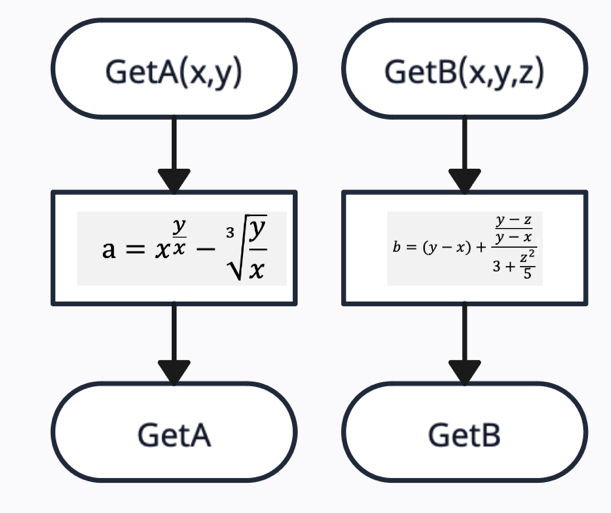 GetA(x,y)
a = x^(y/x) − ∛(y/x)
GetA
GetB(x,y,z)
b = (y − x) + ((y − z)/(y − x))/(3 + z²/5)
GetB